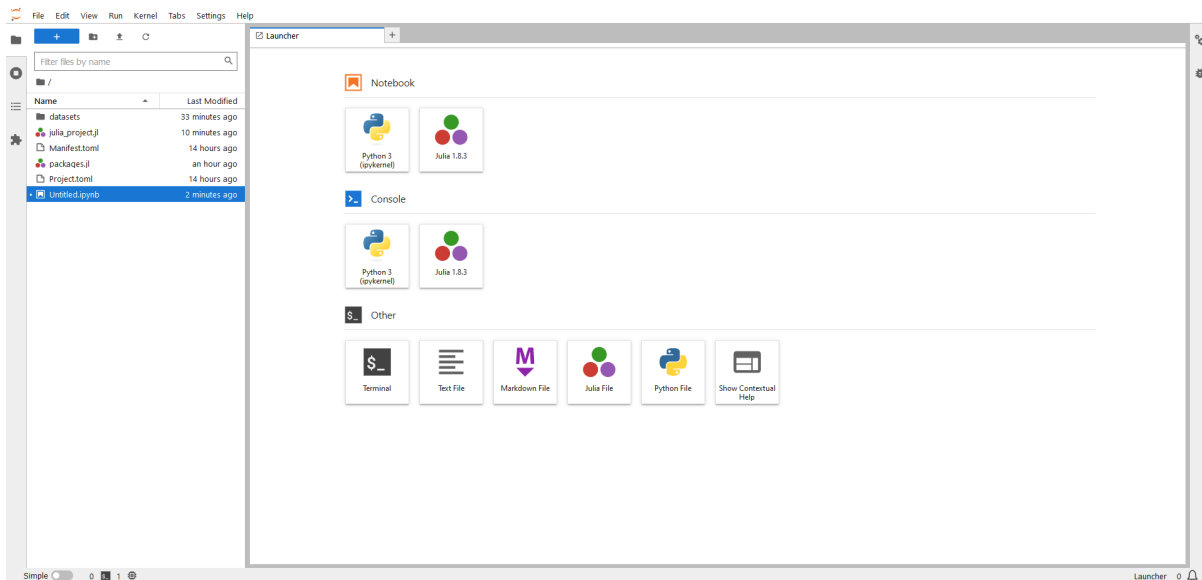 File Edit View Run Kernel Tabs Settings Help
+
Filter files by name
/
Name Last Modified
datasets 33 minutes ago
julia_project.jl 10 minutes ago
Manifest.toml 14 hours ago
packages.jl an hour ago
Project.toml 14 hours ago
Untitled.ipynb 2 minutes ago
Launcher +
Notebook
Python 3
(ipykernel)
Julia 1.8.3
Console
Python 3
(ipykernel)
Julia 1.8.3
$_ Other
$_
Terminal
Text File
M
Markdown File
Julia File
Python File
Show Contextual
Help
Simple 0 $_ 1
Launcher 0